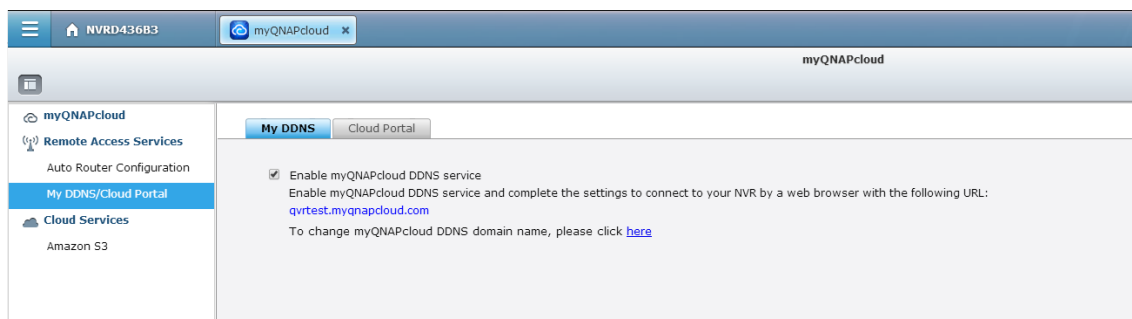 NVRD436B3
myQNAPcloud ×
myQNAPcloud
myQNAPcloud
Remote Access Services
Auto Router Configuration
My DDNS/Cloud Portal
Cloud Services
Amazon S3
My DDNS
Cloud Portal
Enable myQNAPcloud DDNS service
Enable myQNAPcloud DDNS service and complete the settings to connect to your NVR by a web browser with the following URL:
qvrtest.myqnapcloud.com
To change myQNAPcloud DDNS domain name, please click here